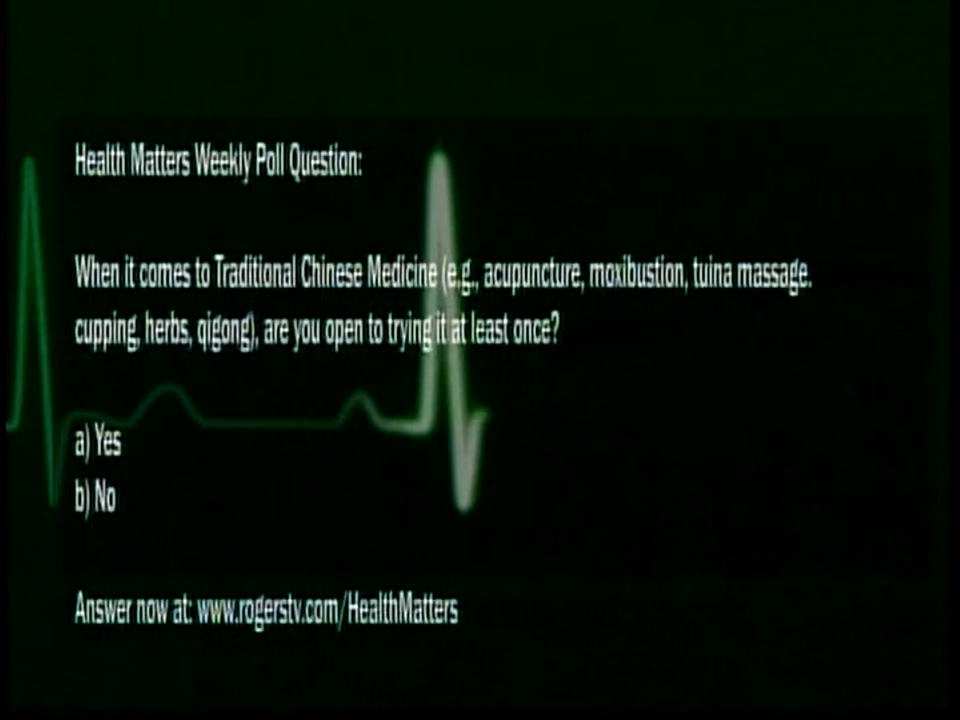 Health Matters Weekly Poll Question:
When it comes to Traditional Chinese Medicine (e.g., acupuncture, moxibustion, tuina massage.
cupping, herbs, qigong), are you open to trying it at least once?
a) Yes
b) No
Answer now at: www.rogerstv.com/HealthMatters